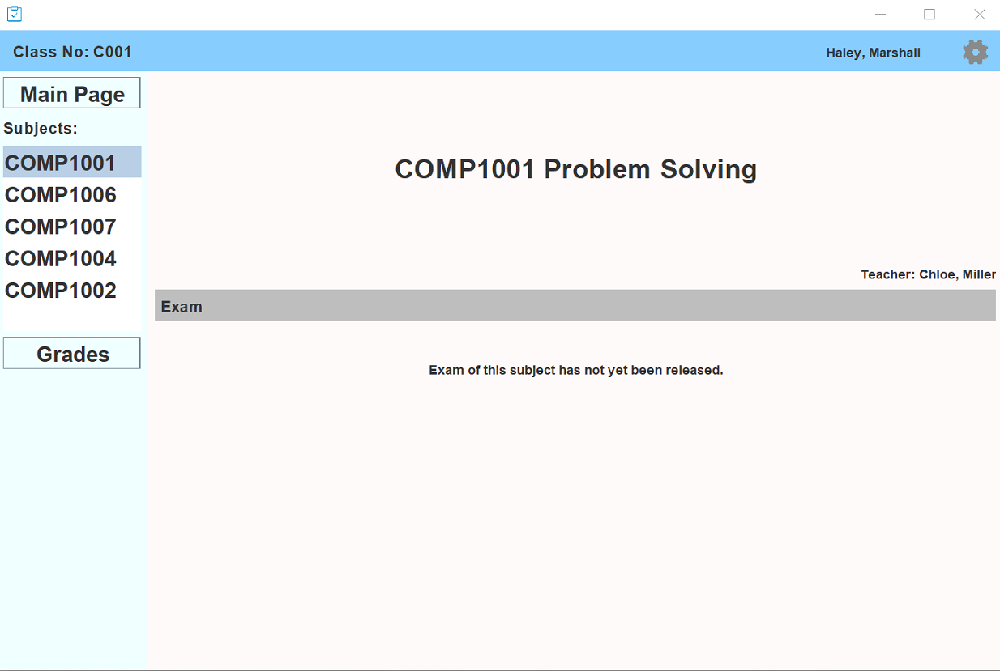 Class No: C001
Haley, Marshall
Main Page
Subjects:
COMP1001
COMP1006
COMP1007
COMP1004
COMP1002
Grades
COMP1001 Problem Solving
Teacher: Chloe, Miller
Exam
Exam of this subject has not yet been released.